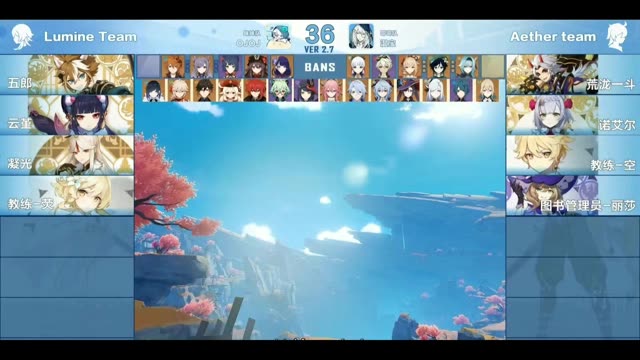 Lumine Team
36
VER 2.7
BANS
Aether team
五郎
云堇
凝光
教练-荧
荒泷一斗
诺艾尔
教练-空
图书管理员-丽莎